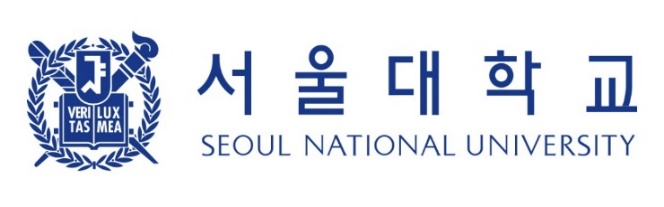 VERI LUX
TAS MEA
서울대학교
SEOUL NATIONAL UNIVERSITY